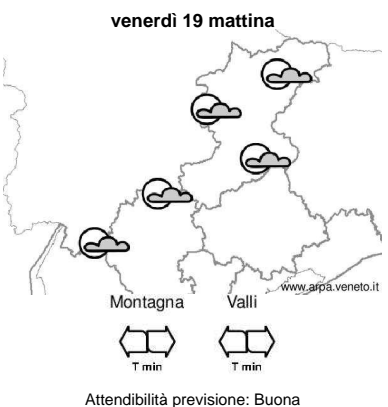 venerdì 19 mattina
www.arpa.veneto.it
Montagna Valli
T min T min
Attendibilità previsione: Buona